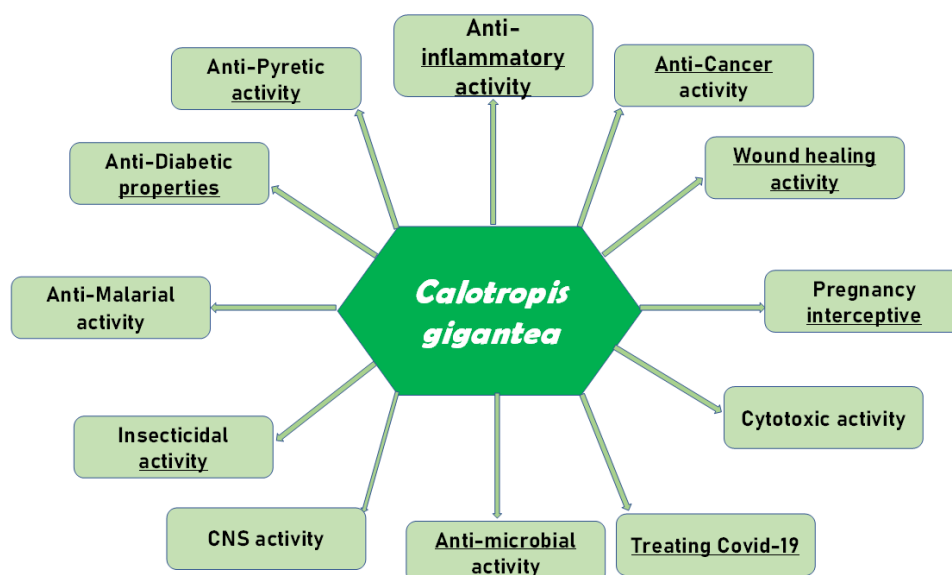 Anti-
inflammatory
activity
Anti-Pyretic
activity
Anti-Cancer
activity
Anti-Diabetic
properties
Wound healing
activity
Calotropis
gigantea
Anti-Malarial
activity
Pregnancy
interceptive
Insecticidal
activity
Cytotoxic activity
CNS activity
Anti-microbial
activity
Treating Covid-19